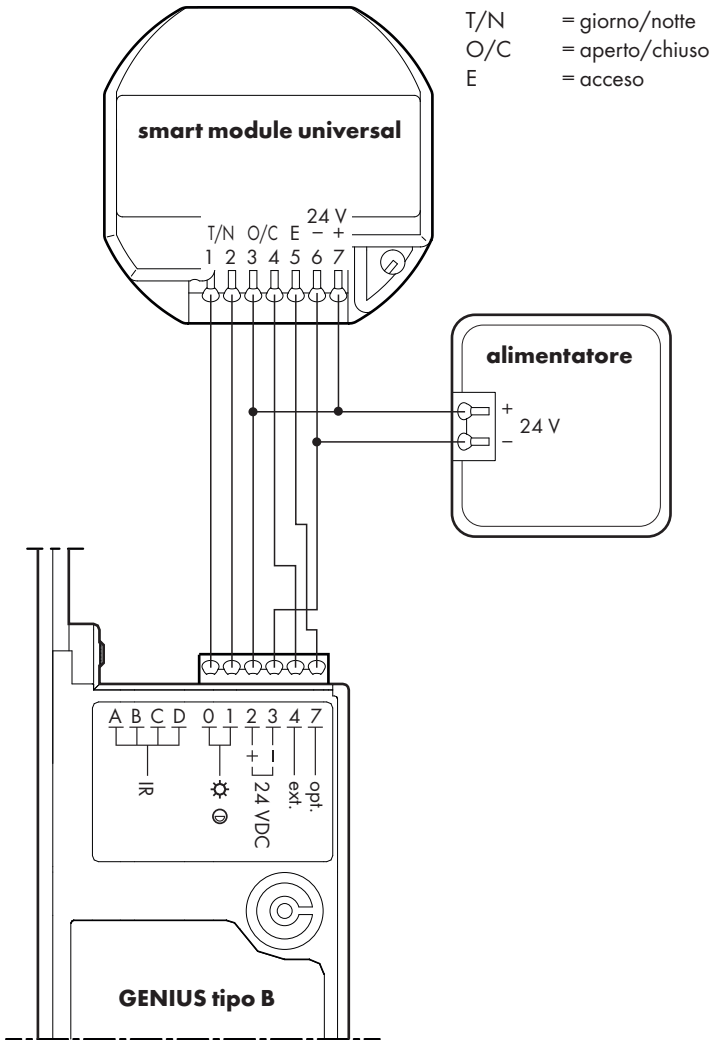 T/N = giorno/notte
O/C = aperto/chiuso
E = acceso
smart module universal
24 V
T/N O/C E − +
1 2 3 4 5 6 7
alimentatore
+
24 V
−
A B C D 0 1 2 3 4 7
+ −
IR
24 VDC
ext.
opt.
GENIUS tipo B